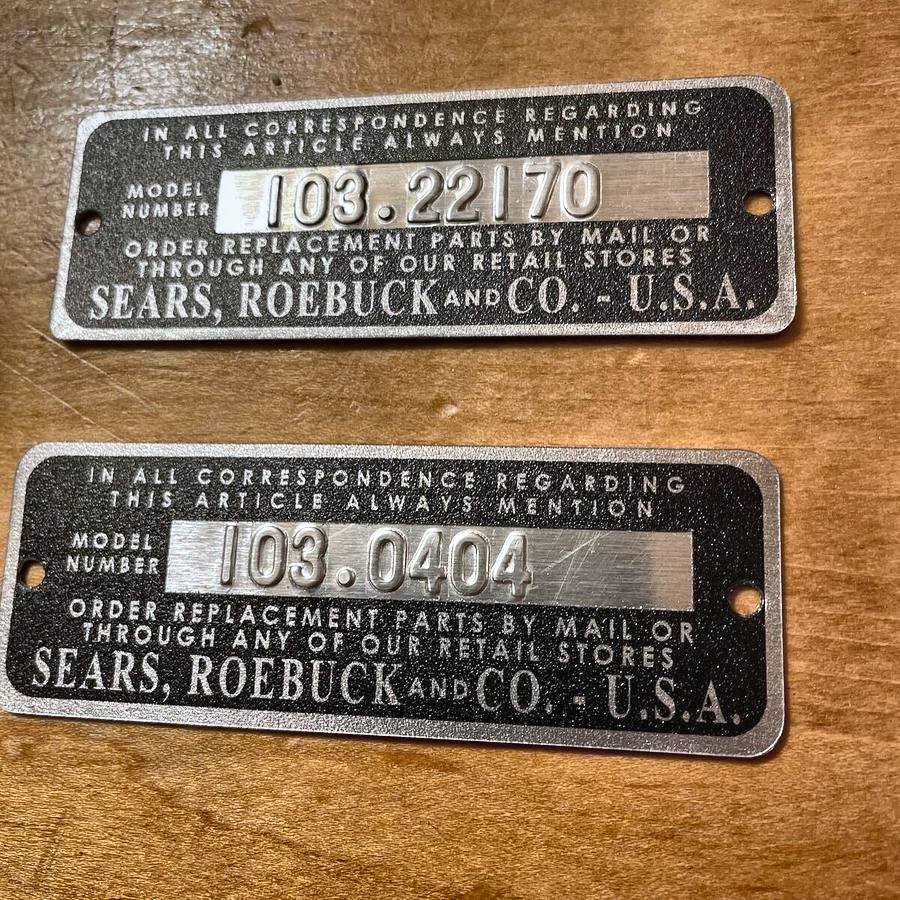 IN ALL CORRESPONDENCE REGARDING
THIS ARTICLE ALWAYS MENTION
MODEL
NUMBER
103.22170
ORDER REPLACEMENT PARTS BY MAIL OR
THROUGH ANY OF OUR RETAIL STORES
SEARS, ROEBUCK AND CO. - U.S.A.
IN ALL CORRESPONDENCE REGARDING
THIS ARTICLE ALWAYS MENTION
MODEL
NUMBER
103.0404
ORDER REPLACEMENT PARTS BY MAIL OR
THROUGH ANY OF OUR RETAIL STORES
SEARS, ROEBUCK AND CO. - U.S.A.